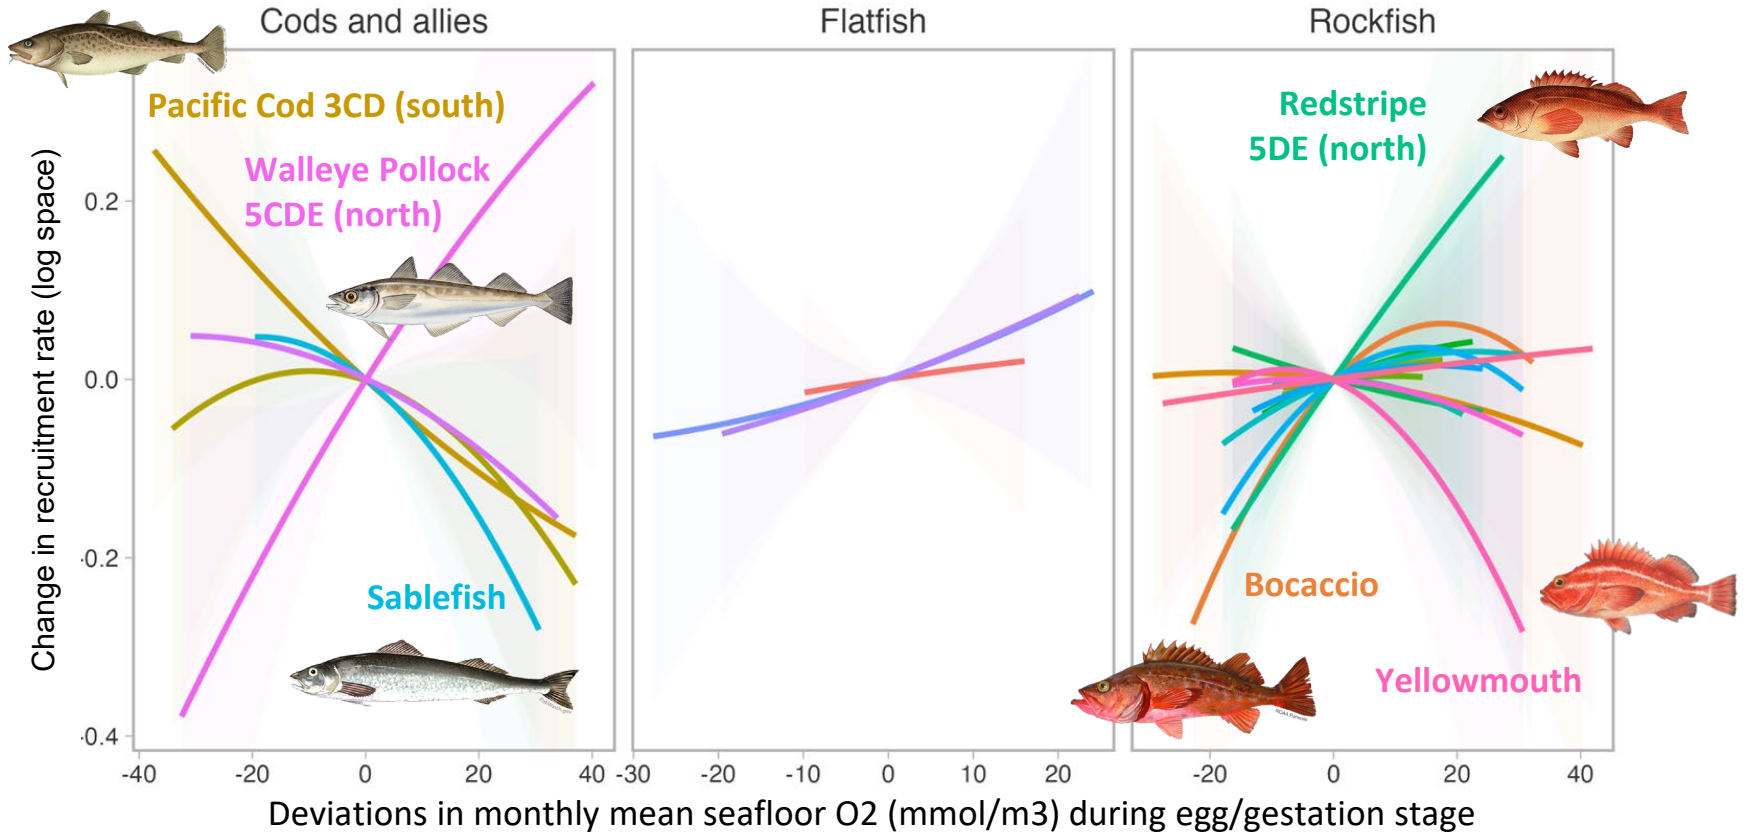 Cods and allies
Flatfish
Rockfish
Pacific Cod 3CD (south)
Walleye Pollock
5CDE (north)
Sablefish
Redstripe
5DE (north)
Bocaccio
Yellowmouth
Change in recruitment rate (log space)
0.2
0.0
-0.2
-0.4
-40 -20 0 20 40
-30 -20 -10 0 10 20
-20 0 20 40
Deviations in monthly mean seafloor O2 (mmol/m3) during egg/gestation stage